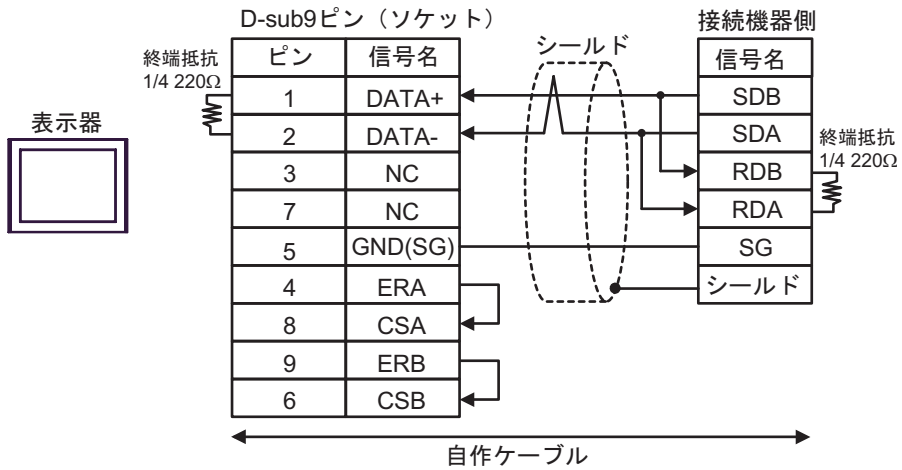 D-sub9ピン（ソケット）
接続機器側
シールド
終端抵抗
1/4 220Ω
ピン 信号名
信号名
1 DATA+ SDB
表示器
2 DATA- SDA
終端抵抗
1/4 220Ω
3 NC RDB
7 NC RDA
5 GND(SG) SG
4 ERA シールド
8 CSA
9 ERB
6 CSB
自作ケーブル